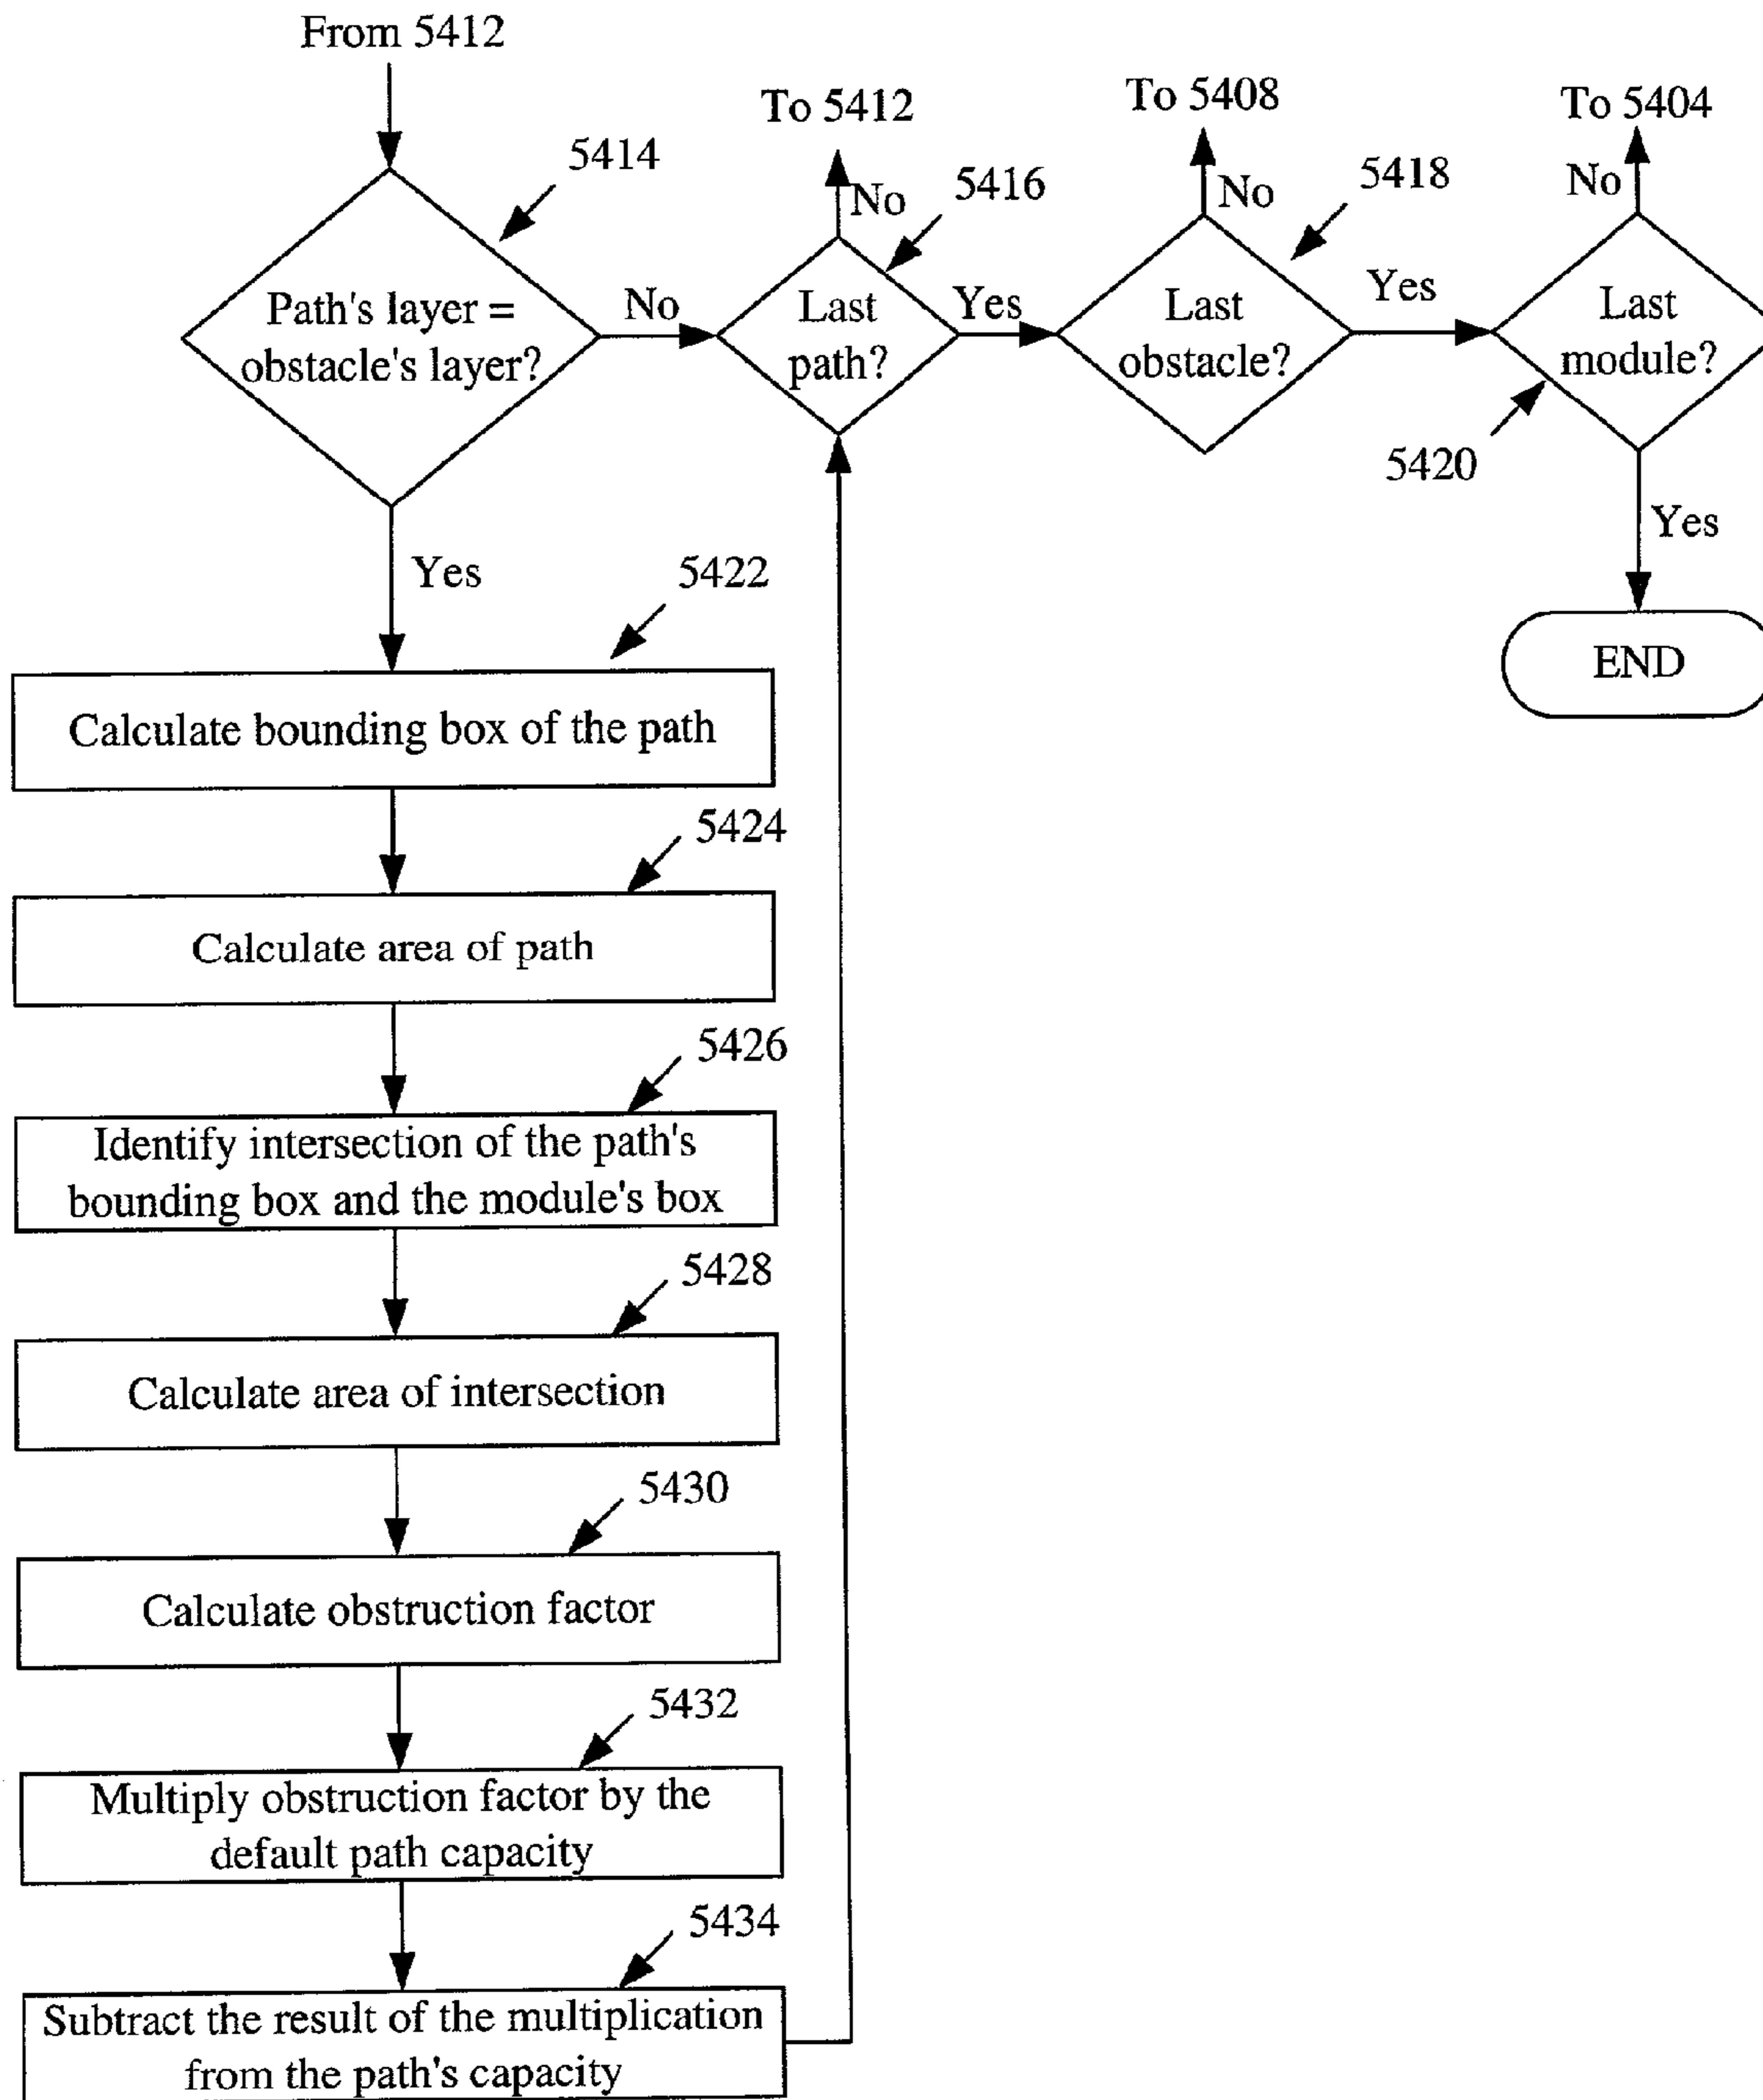 From 5412
To 5412
To 5408
To 5404
5414
5416
5418
No
No
No
Path's layer =
obstacle's layer?
No
Last
path?
Yes
Last
obstacle?
Yes
Last
module?
5420
Yes
Yes
END
5422
Calculate bounding box of the path
5424
Calculate area of path
5426
Identify intersection of the path's
bounding box and the module's box
5428
Calculate area of intersection
5430
Calculate obstruction factor
5432
Multiply obstruction factor by the
default path capacity
5434
Subtract the result of the multiplication
from the path's capacity